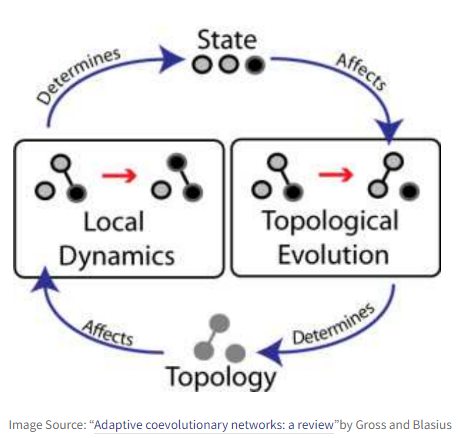 State
Determines
Affects
Local
Dynamics
Topological
Evolution
Affects
Determines
Topology
Image Source: “Adaptive coevolutionary networks: a review”by Gross and Blasius